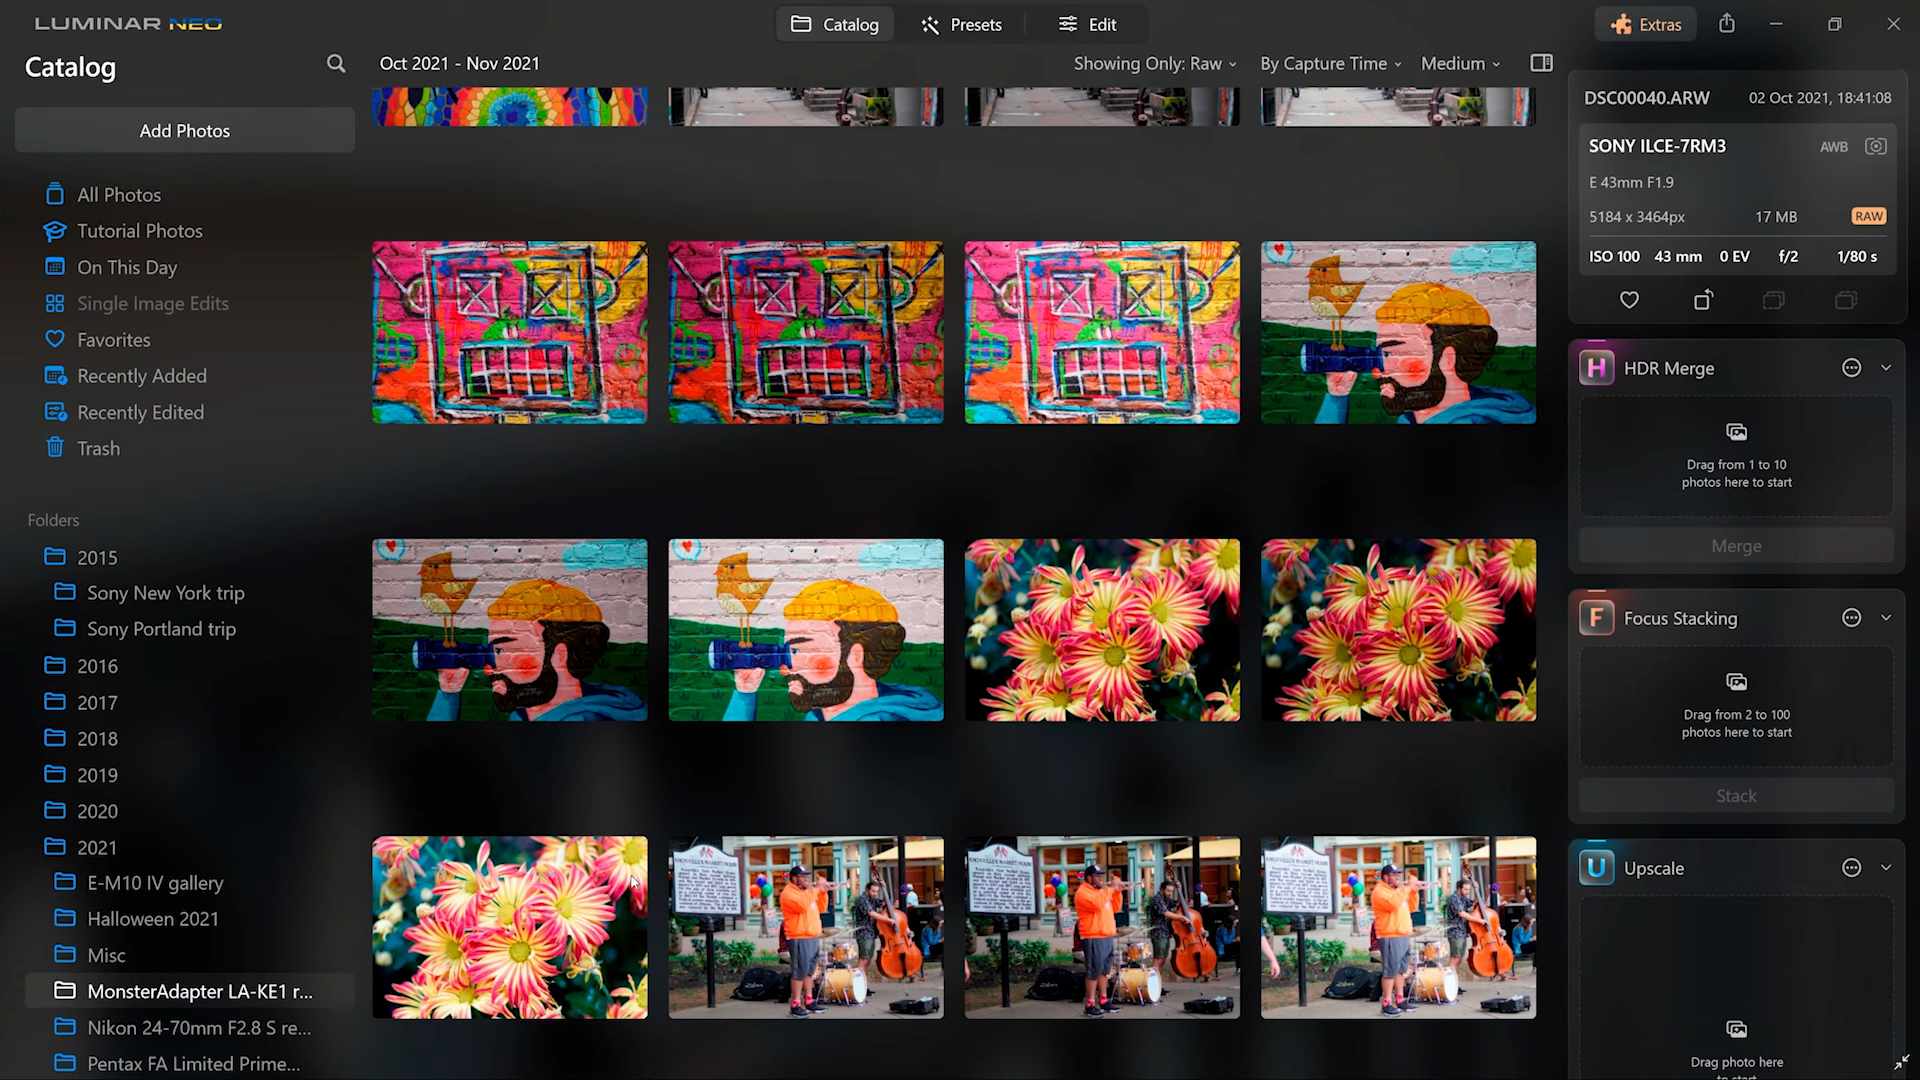 LUMINAR NEO
Catalog
Presets
Edit
Extras
Catalog
Oct 2021 - Nov 2021
Showing Only: Raw
By Capture Time
Medium
Add Photos
All Photos
Tutorial Photos
On This Day
Single Image Edits
Favorites
Recently Added
Recently Edited
Trash
Folders
2015
Sony New York trip
Sony Portland trip
2016
2017
2018
2019
2020
2021
E-M10 IV gallery
Halloween 2021
Misc
MonsterAdapter LA-KE1 r...
Nikon 24-70mm F2.8 S re...
Pentax FA Limited Prime...
DSC00040.ARW
02 Oct 2021, 18:41:08
SONY ILCE-7RM3
AWB
E 43mm F1.9
5184 x 3464px
17 MB
RAW
ISO 100
43 mm
0 EV
f/2
1/80 s
H
HDR Merge
Drag from 1 to 10
photos here to start
Merge
F
Focus Stacking
Drag from 2 to 100
photos here to start
Stack
U
Upscale
Drag photo here
to start